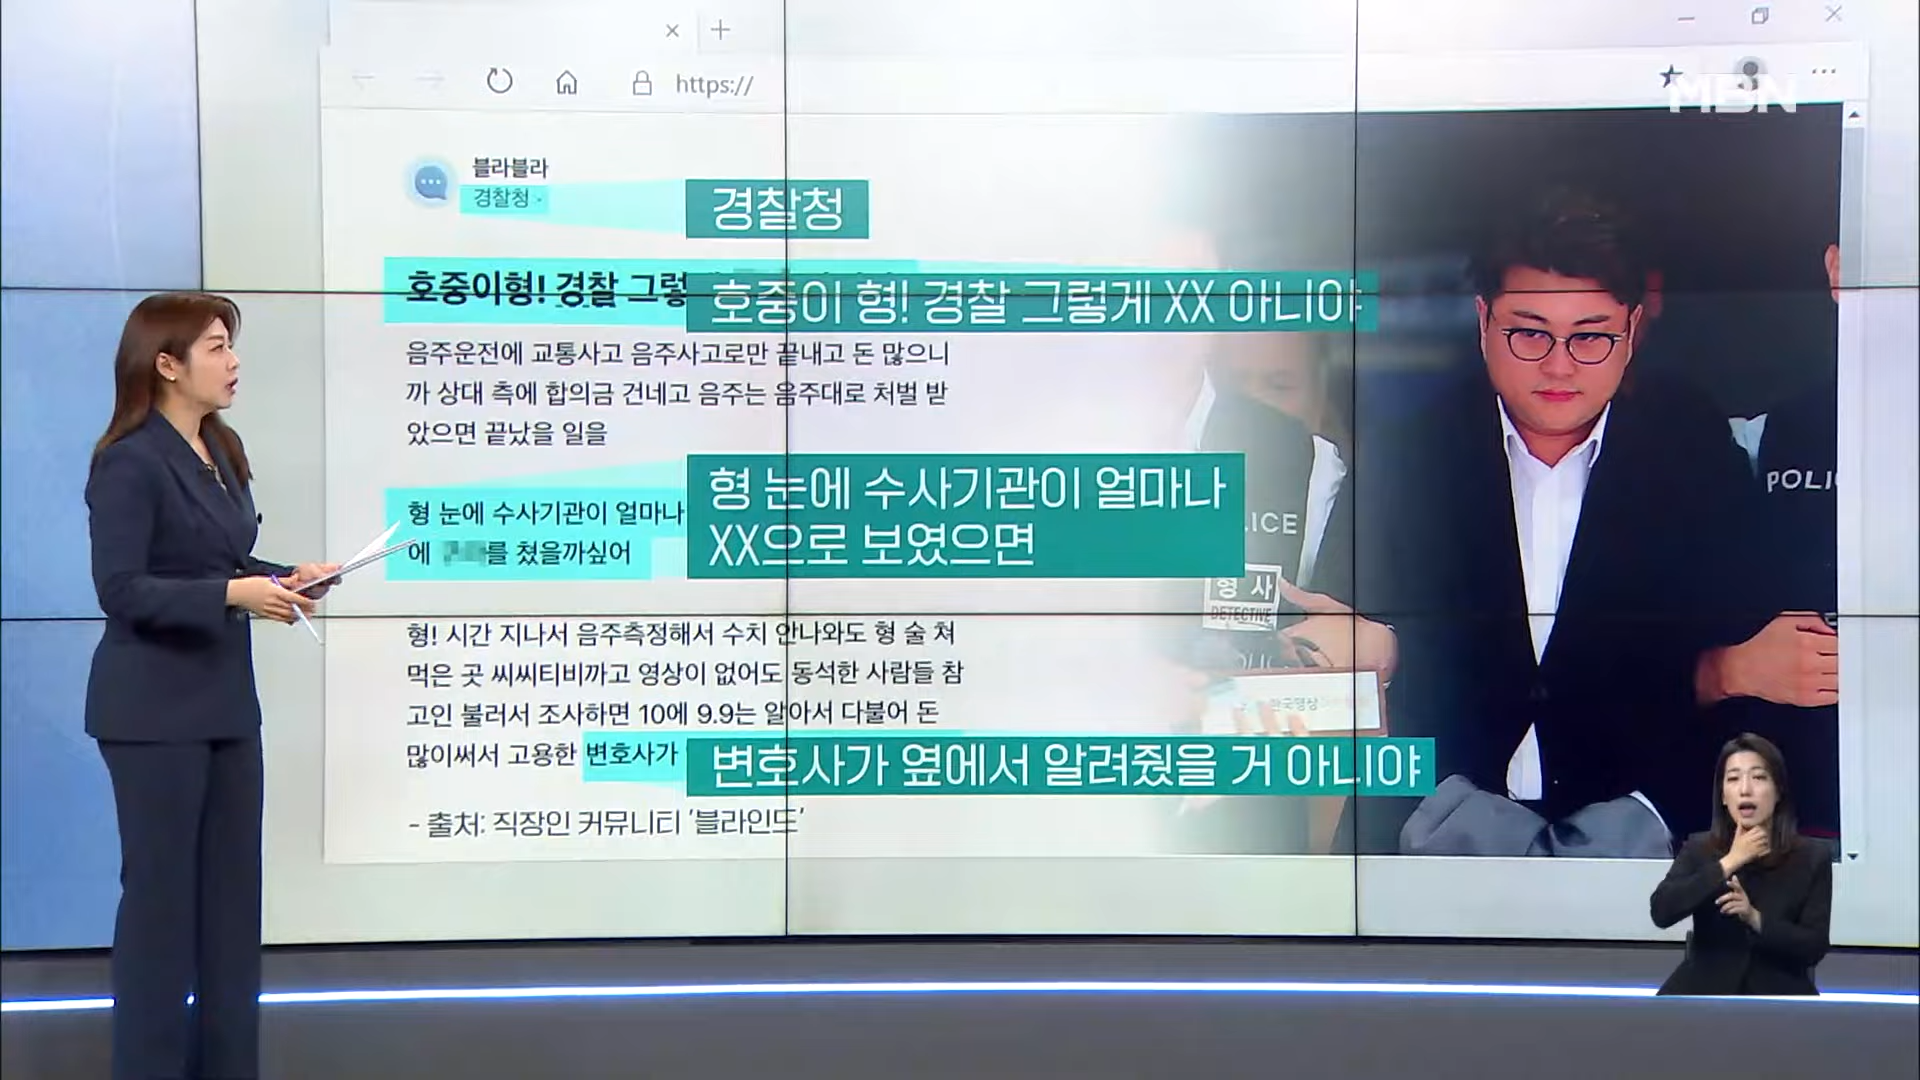 https://
MBN
블라블라
경찰청
경찰청
호중이형! 경찰 그렇
호중이 형! 경찰 그렇게 XX 아니야
음주운전에 교통사고 음주사고로만 끝내고 돈 많으니
까 상대 측에 합의금 건네고 음주는 음주대로 처벌 받
았으면 끝났을 일을
형 눈에 수사기관이 얼마나
에 를 쳤을까싶어
형 눈에 수사기관이 얼마나
XX으로 보였으면
형! 시간 지나서 음주측정해서 수치 안나와도 형 술 쳐
먹은 곳 씨씨티비까고 영상이 없어도 동석한 사람들 참
고인 불러서 조사하면 10에 9.9는 알아서 다불어 돈
많이써서 고용한 변호사가
변호사가 옆에서 알려줬을 거 아니야
- 출처: 직장인 커뮤니티 '블라인드'
POLI
LICE
형 사
DETECTIVE
한국영상